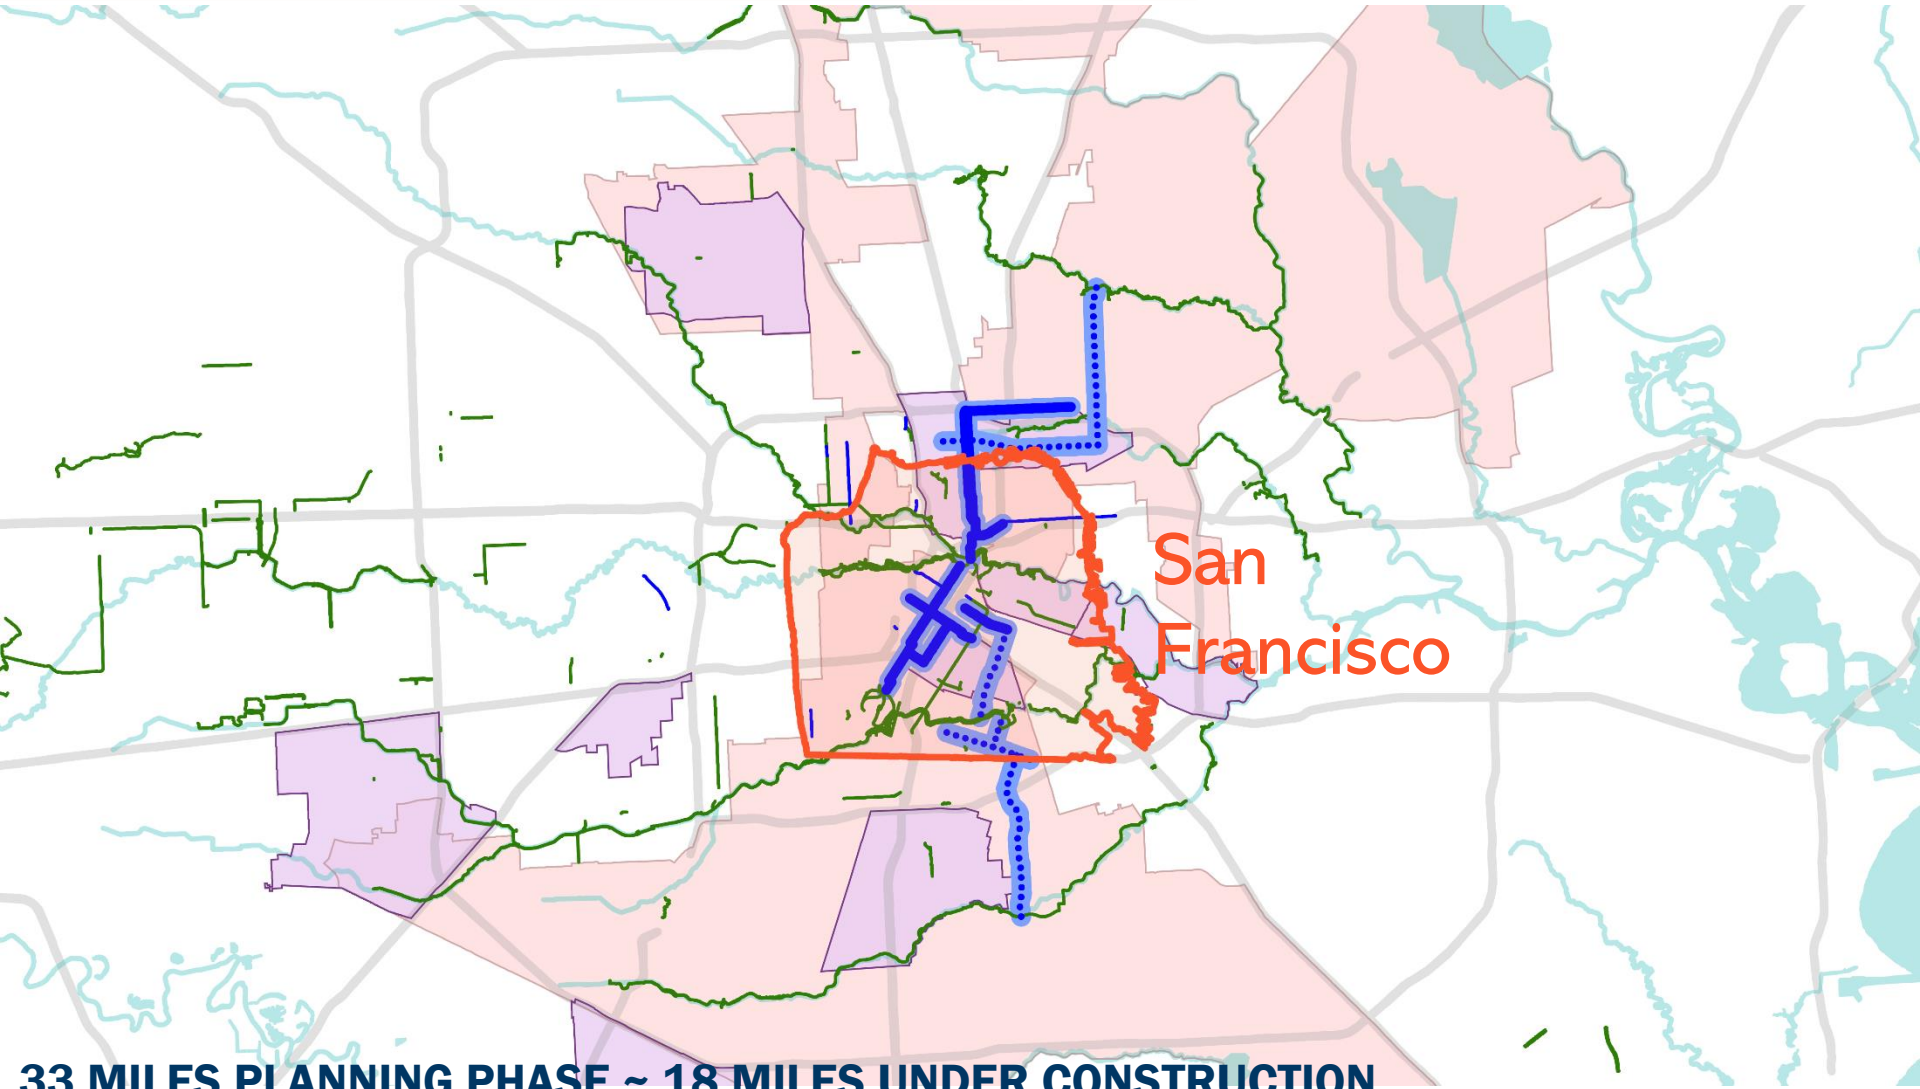 San
Francisco
33 MILES PLANNING PHASE ~ 18 MILES UNDER CONSTRUCTION